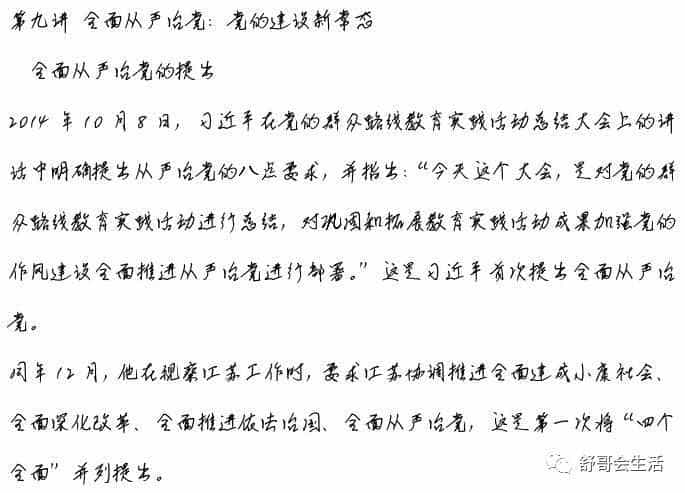 第九讲 全面从严治党：党的建设新常态
全面从严治党的提出
2014年10月8日，习近平在党的群众路线教育实践活动总结大会上的讲
话中明确提出从严治党的八点要求，并指出：“今天这个大会，是对党的群
众路线教育实践活动进行总结，对巩固和拓展教育实践活动成果加强党的
作风建设全面推进从严治党进行部署。”这是习近平首次提出全面从严治
党。
同年12月，他在视察江苏工作时，要求江苏协调推进全面建成小康社会、
全面深化改革、全面推进依法治国、全面从严治党，这是第一次将“四个
全面”并列提出。
舒哥会生活